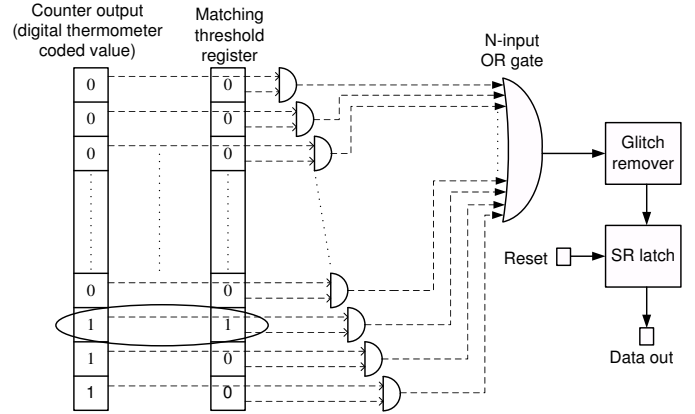 Counter output
(digital thermometer
coded value)
Matching
threshold
register
N-input
OR gate
0 0
0 0
0 0
0 0
1 1
1 0
1 0
Glitch
remover
Reset
SR latch
Data out